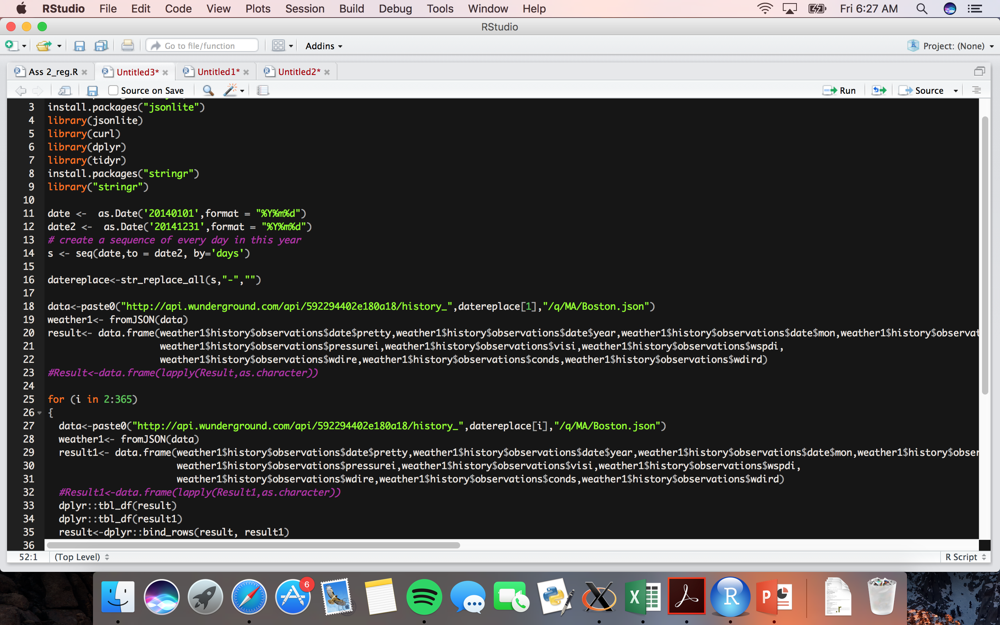 RStudio File Edit Code View Plots Session Build Debug Tools Window Help Fri 6:27 AM
RStudio
Go to file/function Addins Project: (None)
Ass 2_reg.R Untitled3* Untitled1* Untitled2*
Source on Save Run Source
3 install.packages("jsonlite")
4 library(jsonlite)
5 library(curl)
6 library(dplyr)
7 library(tidyr)
8 install.packages("stringr")
9 library("stringr")
10
11 date <-  as.Date('20140101',format = "%Y%m%d")
12 date2 <-  as.Date('20141231',format = "%Y%m%d")
13 # create a sequence of every day in this year
14 s <- seq(date,to = date2, by='days')
15
16 datereplace<-str_replace_all(s,"-","")
17
18 data<-paste0("http://api.wunderground.com/api/592294402e180a18/history_",datereplace[1],"/q/MA/Boston.json")
19 weather1<- fromJSON(data)
20 result<- data.frame(weather1$history$observations$date$pretty,weather1$history$observations$date$year,weather1$history$observations$date$mon,weather1$history$observat
21 weather1$history$observations$pressurei,weather1$history$observations$visi,weather1$history$observations$wspdi,
22 weather1$history$observations$wdire,weather1$history$observations$conds,weather1$history$observations$wdird)
23 #Result<-data.frame(lapply(Result,as.character))
24
25 for (i in 2:365)
26 {
27 data<-paste0("http://api.wunderground.com/api/592294402e180a18/history_",datereplace[i],"/q/MA/Boston.json")
28 weather1<- fromJSON(data)
29 result1<- data.frame(weather1$history$observations$date$pretty,weather1$history$observations$date$year,weather1$history$observations$date$mon,weather1$history$obser
30 weather1$history$observations$pressurei,weather1$history$observations$visi,weather1$history$observations$wspdi,
31 weather1$history$observations$wdire,weather1$history$observations$conds,weather1$history$observations$wdird)
32 #Result1<-data.frame(lapply(Result1,as.character))
33 dplyr::tbl_df(result)
34 dplyr::tbl_df(result1)
35 result<-dplyr::bind_rows(result, result1)
36
52:1 (Top Level) R Script
6
X R P .r